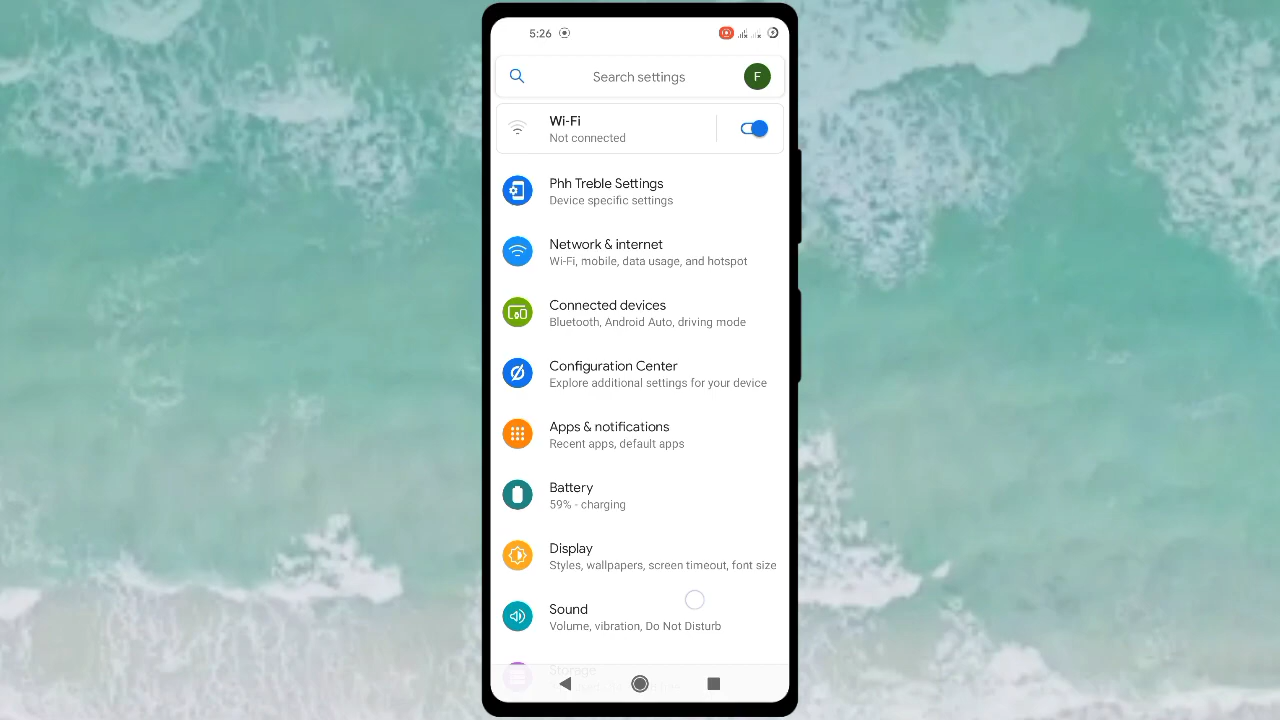 5:26
Search settings
F
Wi-Fi
Not connected
Phh Treble Settings
Device specific settings
Network & internet
Wi-Fi, mobile, data usage, and hotspot
Connected devices
Bluetooth, Android Auto, driving mode
Configuration Center
Explore additional settings for your device
Apps & notifications
Recent apps, default apps
Battery
59% - charging
Display
Styles, wallpapers, screen timeout, font size
Sound
Volume, vibration, Do Not Disturb
Storage